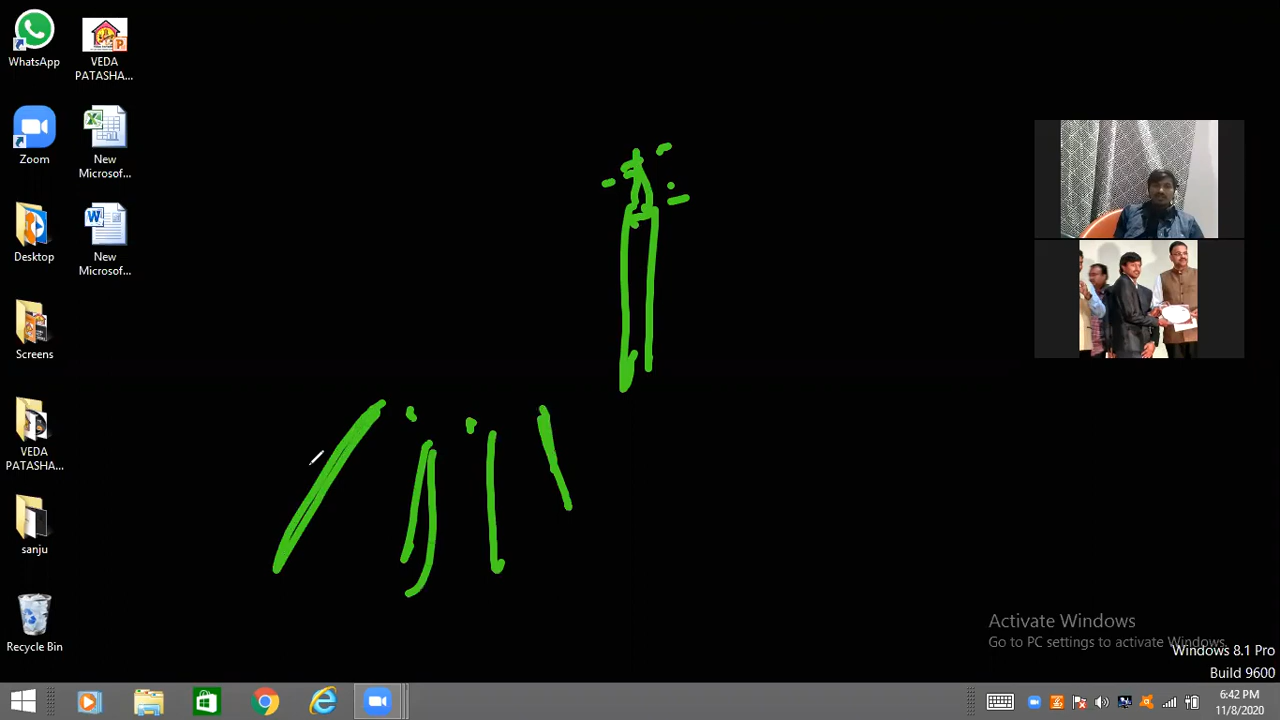 WhatsApp
VEDA
PATASHA...
Zoom
New
Microsof...
Desktop
New
Microsof...
Screens
VEDA
PATASHA...
sanju
Recycle Bin
Activate Windows
Go to PC settings to activate Windows.
Windows 8.1 Pro
Build 9600
6:42 PM
11/8/2020